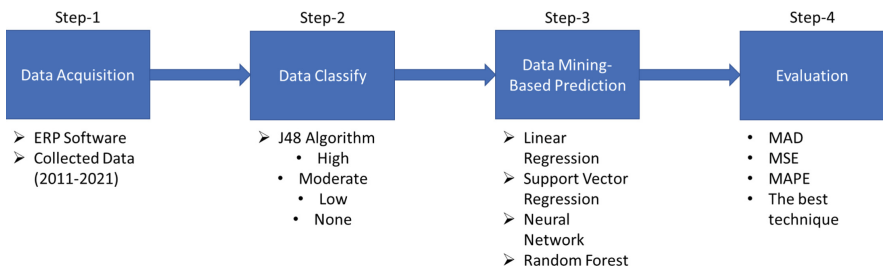 Step-1
Data Acquisition
➢ ERP Software
➢ Collected Data
(2011-2021)
Step-2
Data Classify
➢ J48 Algorithm
• High
• Moderate
• Low
• None
Step-3
Data Mining-
Based Prediction
➢ Linear
Regression
➢ Support Vector
Regression
➢ Neural
Network
➢ Random Forest
Step-4
Evaluation
• MAD
• MSE
• MAPE
• The best
technique